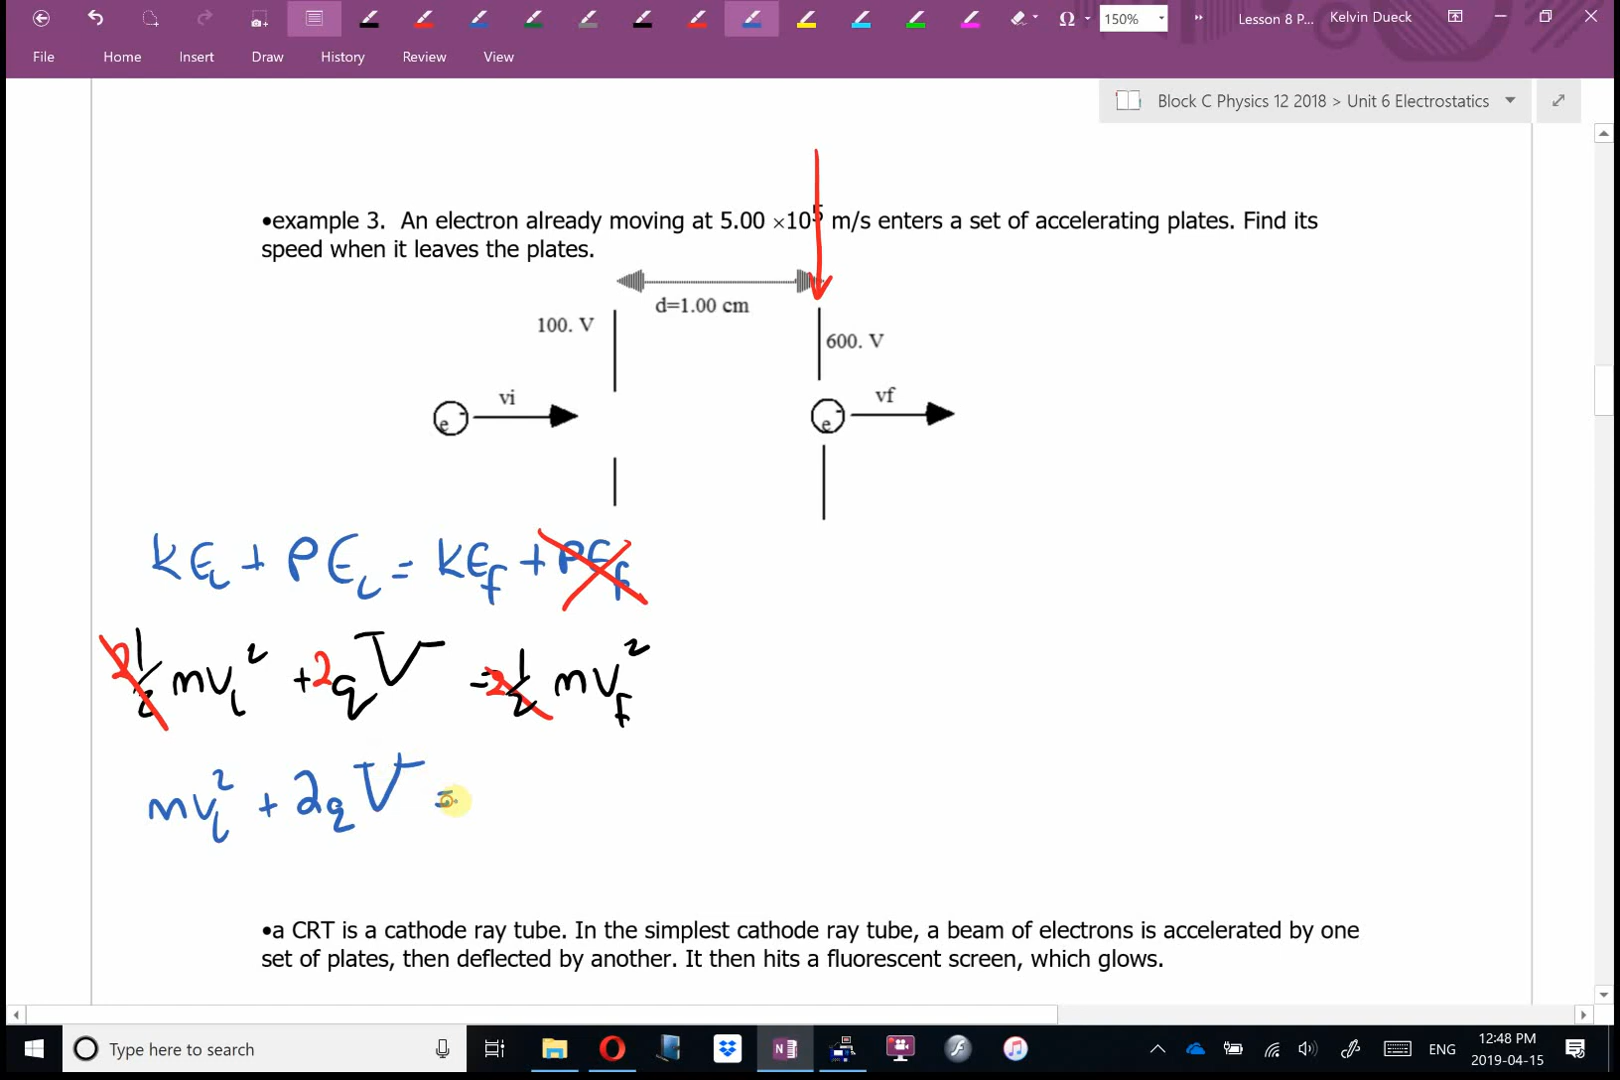 150%
Lesson 8 P...
Kelvin Dueck
File Home Insert Draw History Review View
Block C Physics 12 2018 > Unit 6 Electrostatics
•example 3. An electron already moving at 5.00 ×10⁵ m/s enters a set of accelerating plates. Find its
speed when it leaves the plates.
d=1.00 cm
100. V
600. V
vi
vf
e-
e-
KEi + PEi = KEf + PEf
2 1/2 mvi² + 2qV = 2 1/2 mvf²
mvi² + 2qV =
•a CRT is a cathode ray tube. In the simplest cathode ray tube, a beam of electrons is accelerated by one
set of plates, then deflected by another. It then hits a fluorescent screen, which glows.
Type here to search
N
ENG
12:48 PM
2019-04-15